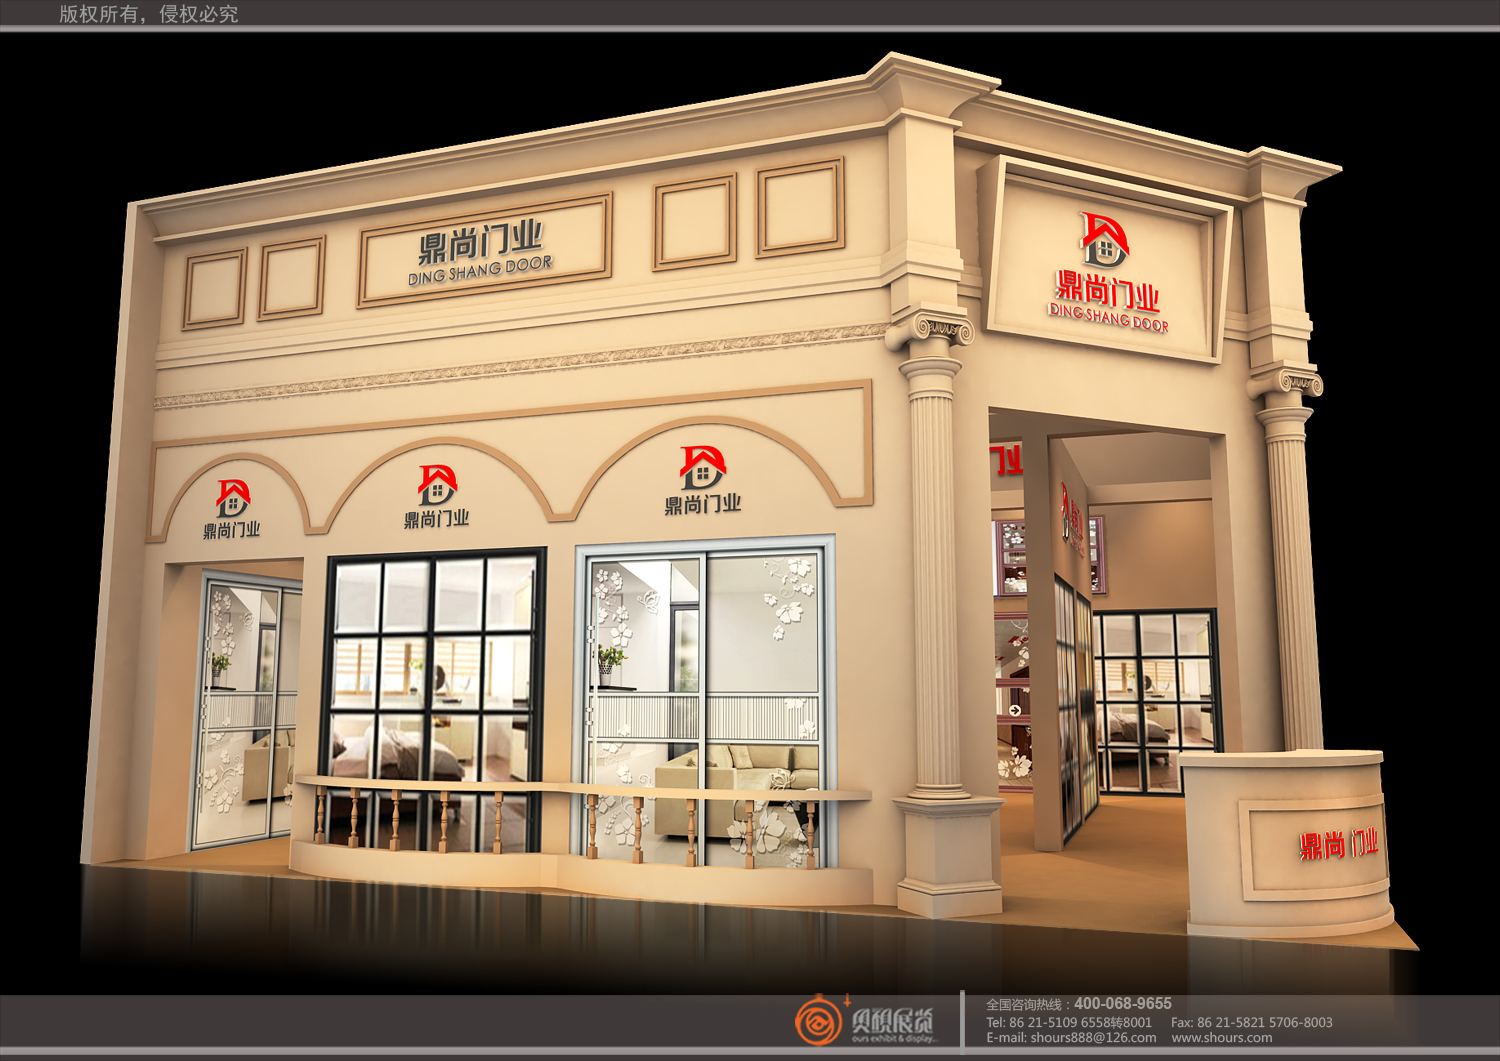 版权所有，侵权必究
鼎尚门业
DING SHANG DOOR
鼎尚门业
DING SHANG DOOR
鼎尚门业
鼎尚门业
鼎尚门业
门业
鼎尚 门业
ours exhibit & display...
全国咨询热线：400-068-9655
Tel: 86 21-5109 6558转8001 Fax: 86 21-5821 5706-8003
E-mail: shours888@126.com www.shours.com